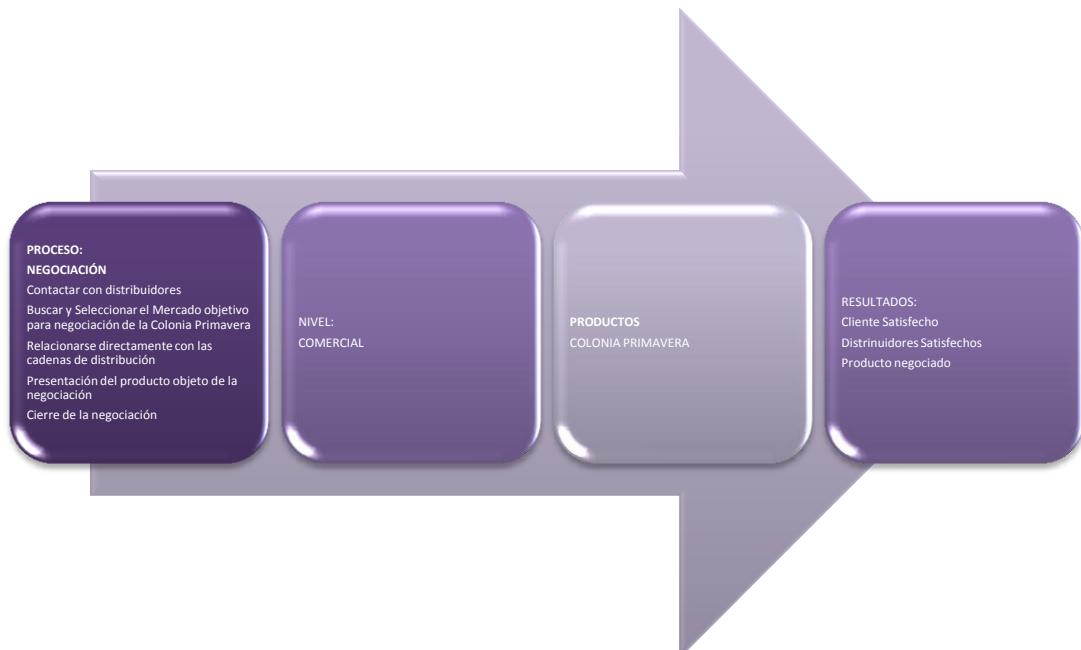 PROCESO:
NEGOCIACIÓN
Contactar con distribuidores
Buscar y Seleccionar el Mercado objetivo
para negociación de la Colonia Primavera
Relacionarse directamente con las
cadenas de distribución
Presentación del producto objeto de la
negociación
Cierre de la negociación
NIVEL:
COMERCIAL
PRODUCTOS
COLONIA PRIMAVERA
RESULTADOS:
Cliente Satisfecho
Distrinuidores Satisfechos
Producto negociado